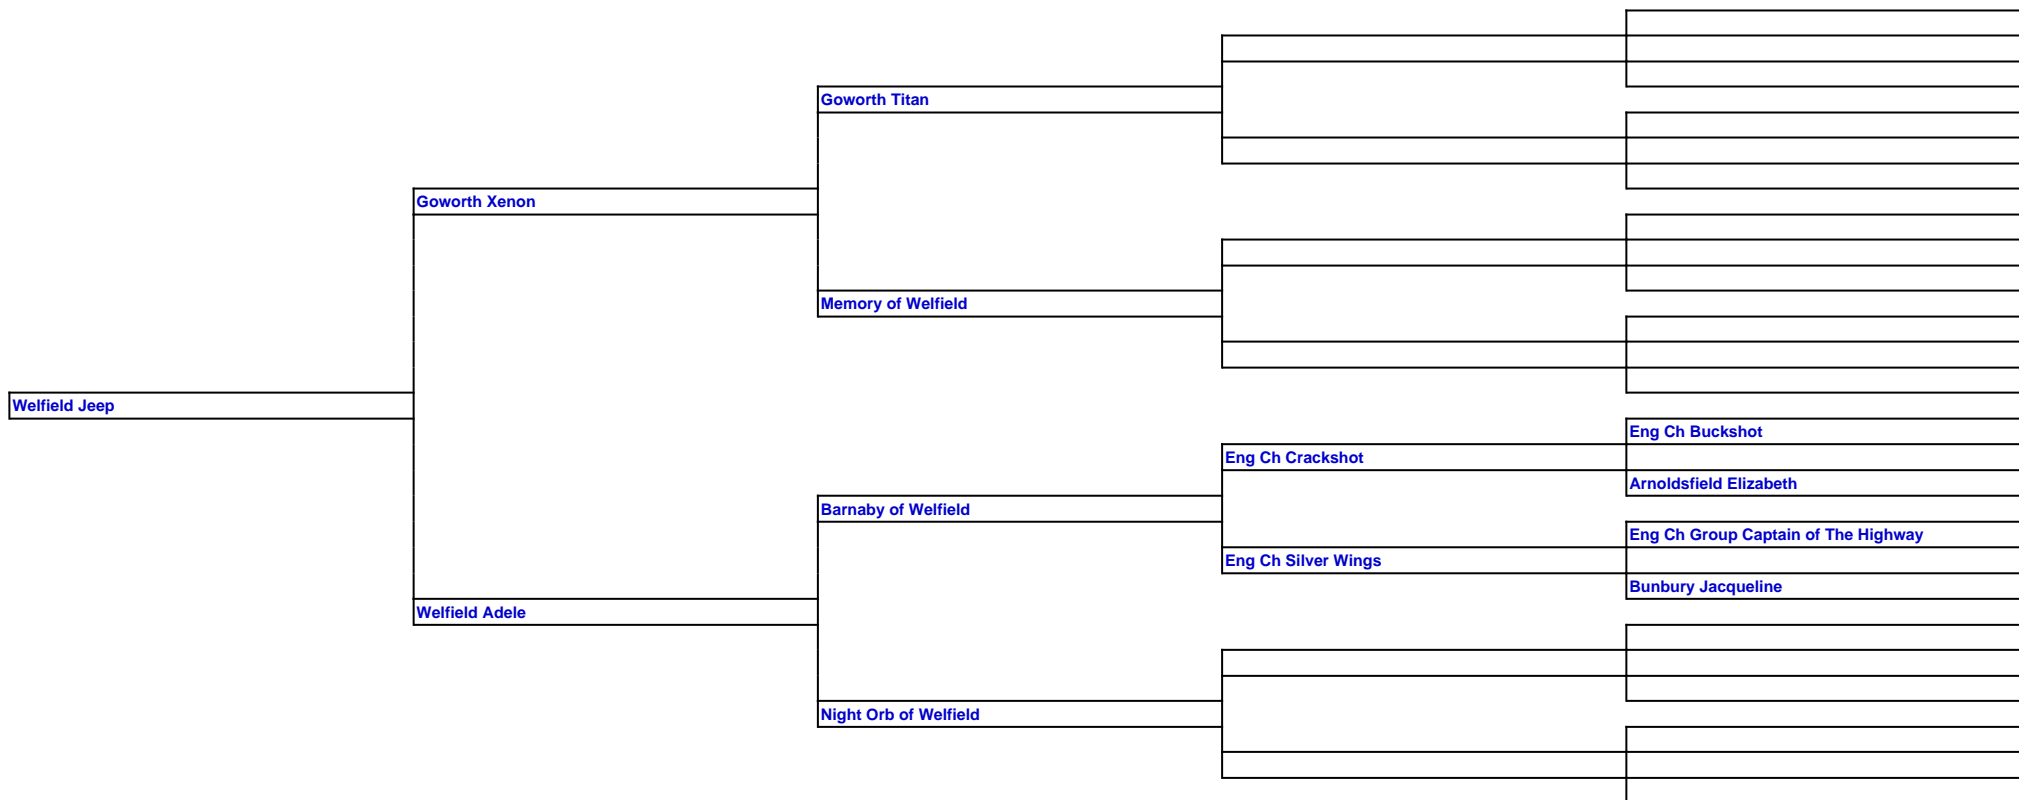 Goworth Titan
Goworth Xenon
Memory of Welfield
Welfield Jeep
Eng Ch Buckshot
Eng Ch Crackshot
Arnoldsfield Elizabeth
Barnaby of Welfield
Eng Ch Group Captain of The Highway
Eng Ch Silver Wings
Bunbury Jacqueline
Welfield Adele
Night Orb of Welfield